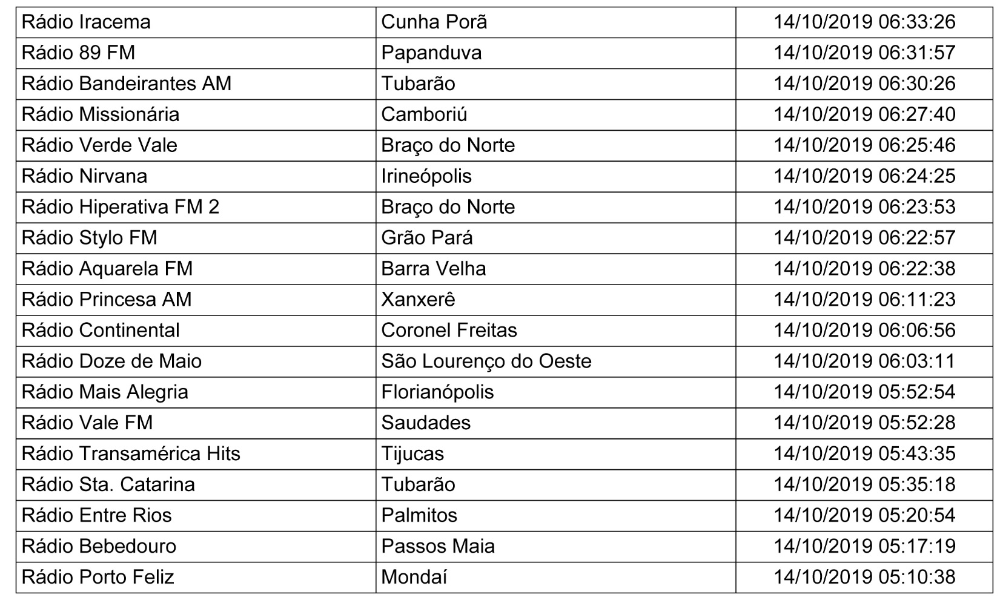 Rádio Iracema Cunha Porã 14/10/2019 06:33:26
Rádio 89 FM Papanduva 14/10/2019 06:31:57
Rádio Bandeirantes AM Tubarão 14/10/2019 06:30:26
Rádio Missionária Camboriú 14/10/2019 06:27:40
Rádio Verde Vale Braço do Norte 14/10/2019 06:25:46
Rádio Nirvana Irineópolis 14/10/2019 06:24:25
Rádio Hiperativa FM 2 Braço do Norte 14/10/2019 06:23:53
Rádio Stylo FM Grão Pará 14/10/2019 06:22:57
Rádio Aquarela FM Barra Velha 14/10/2019 06:22:38
Rádio Princesa AM Xanxerê 14/10/2019 06:11:23
Rádio Continental Coronel Freitas 14/10/2019 06:06:56
Rádio Doze de Maio São Lourenço do Oeste 14/10/2019 06:03:11
Rádio Mais Alegria Florianópolis 14/10/2019 05:52:54
Rádio Vale FM Saudades 14/10/2019 05:52:28
Rádio Transamérica Hits Tijucas 14/10/2019 05:43:35
Rádio Sta. Catarina Tubarão 14/10/2019 05:35:18
Rádio Entre Rios Palmitos 14/10/2019 05:20:54
Rádio Bebedouro Passos Maia 14/10/2019 05:17:19
Rádio Porto Feliz Mondaí 14/10/2019 05:10:38